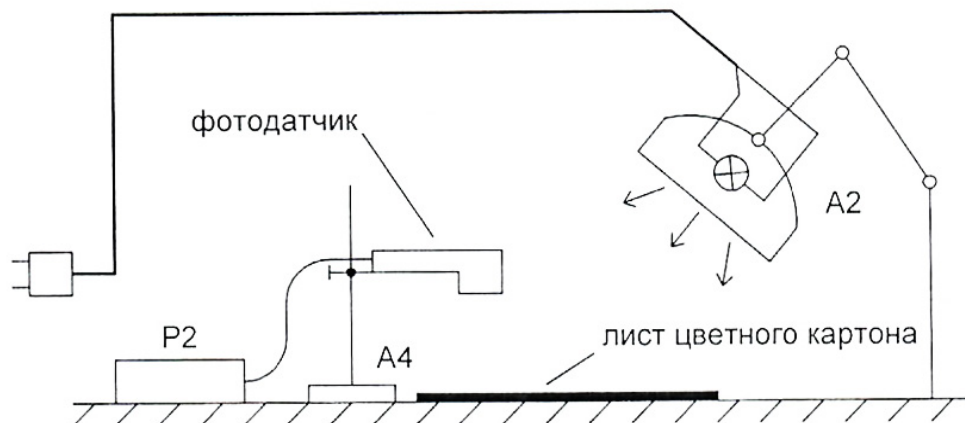 фотодатчик
A2
P2
A4
лист цветного картона